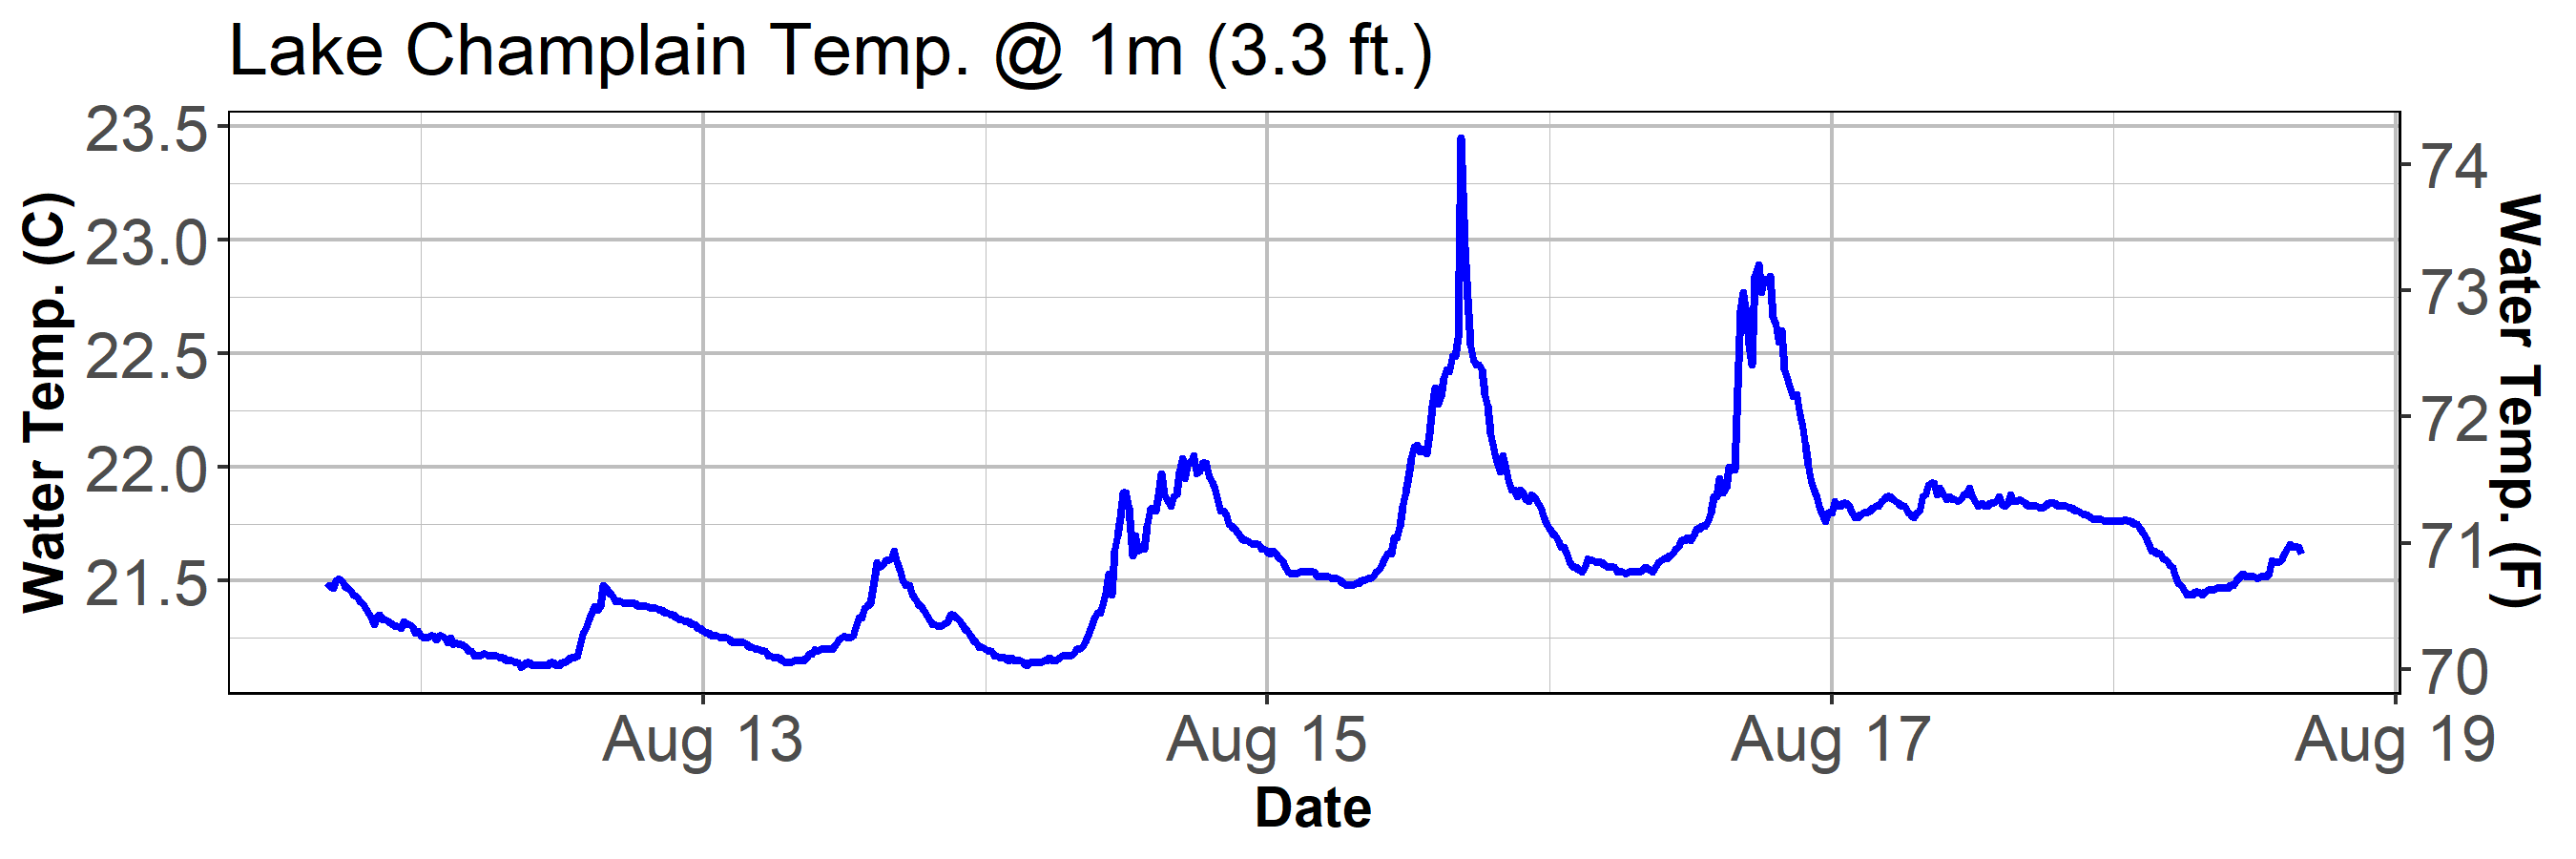 Lake Champlain Temp. @ 1m (3.3 ft.)
Water Temp. (C)
23.5
23.0
22.5
22.0
21.5
74
73
72
71
70
Water Temp. (F)
Aug 13
Aug 15
Aug 17
Aug 19
Date